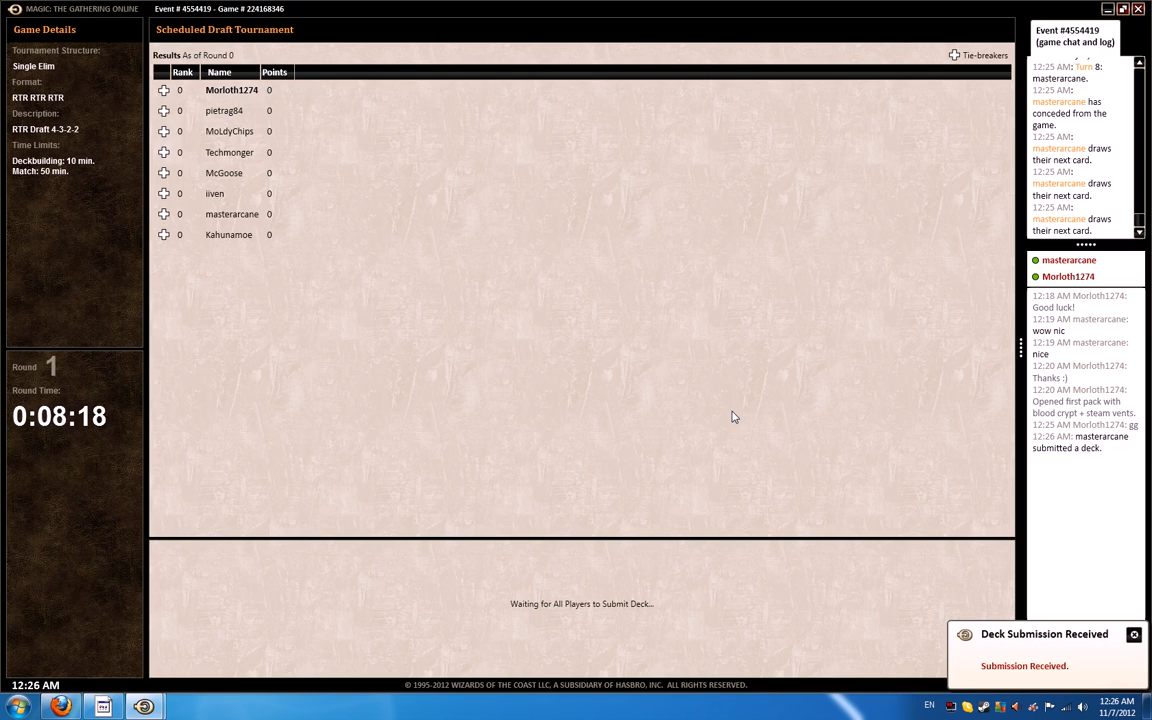 MAGIC: THE GATHERING ONLINE
Event # 4554419 - Game # 224168346
Game Details
Tournament Structure:
Single Elim
Format:
RTR RTR RTR
Description:
RTR Draft 4-3-2-2
Time Limits:
Deckbuilding: 10 min.
Match: 50 min.
Round 1
Round Time:
0:08:18
12:26 AM
Scheduled Draft Tournament
Results As of Round 0
Tie-breakers
Rank Name Points
0 Morloth1274 0
0 pietrag84 0
0 MoLdyChips 0
0 Techmonger 0
0 McGoose 0
0 iiven 0
0 masterarcane 0
0 Kahunamoe 0
Waiting for All Players to Submit Deck...
© 1995-2012 WIZARDS OF THE COAST LLC, A SUBSIDIARY OF HASBRO, INC. ALL RIGHTS RESERVED.
Event #4554419
(game chat and log)
12:25 AM: Turn 8:
masterarcane.
12:25 AM:
masterarcane has
conceded from the
game.
12:25 AM:
masterarcane draws
their next card.
12:25 AM:
masterarcane draws
their next card.
12:25 AM:
masterarcane draws
their next card.
masterarcane
Morloth1274
12:18 AM Morloth1274:
Good luck!
12:19 AM masterarcane:
wow nic
12:19 AM masterarcane:
nice
12:20 AM Morloth1274:
Thanks :)
12:20 AM Morloth1274:
Opened first pack with
blood crypt + steam vents.
12:25 AM Morloth1274: gg
12:26 AM: masterarcane
submitted a deck.
Deck Submission Received
Submission Received.
EN
12:26 AM
11/7/2012